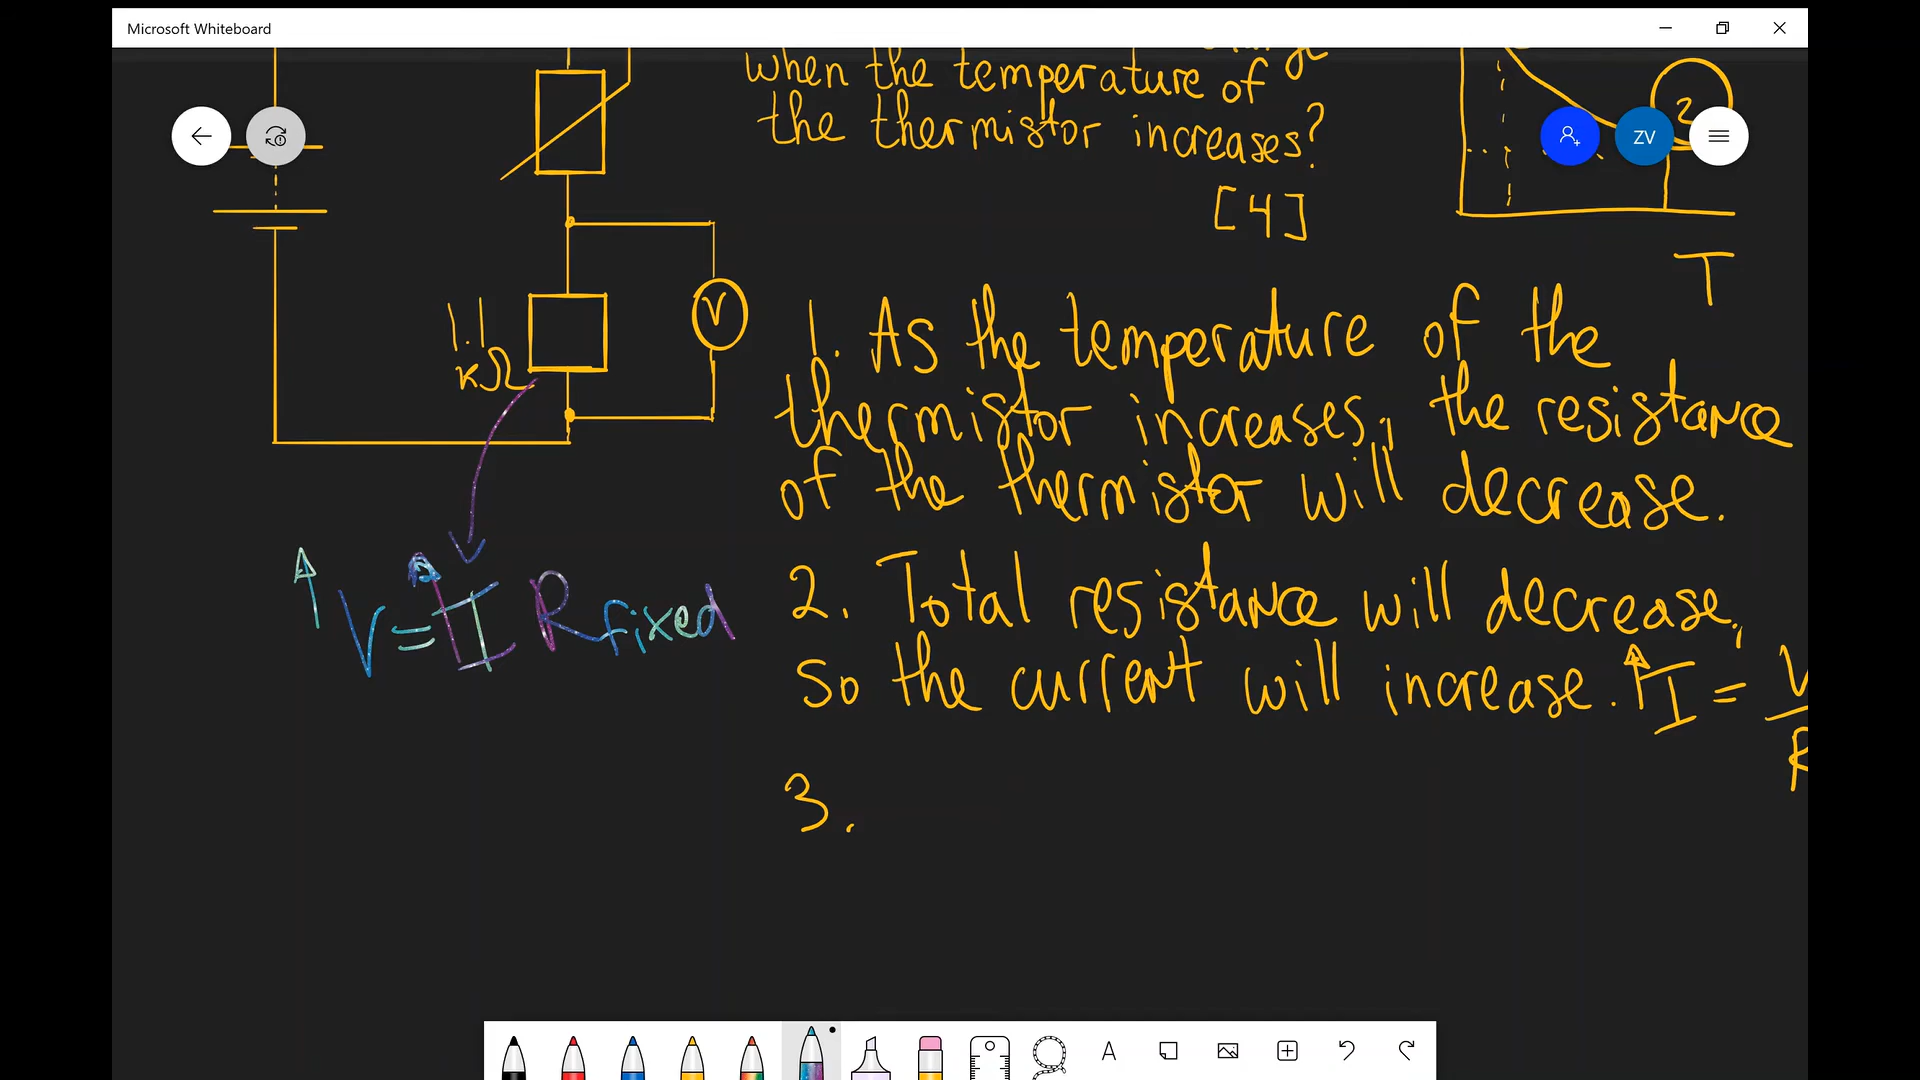 Microsoft Whiteboard
when the temperature of
the thermistor increases?
[4]
2
ZV
T
V
1.1
kΩ
1. As the temperature of the
thermistor increases, the resistance
of the thermistor will decrease.
V = I Rfixed
2. Total resistance will decrease,
so the current will increase. ↑I = V
R
3.
A